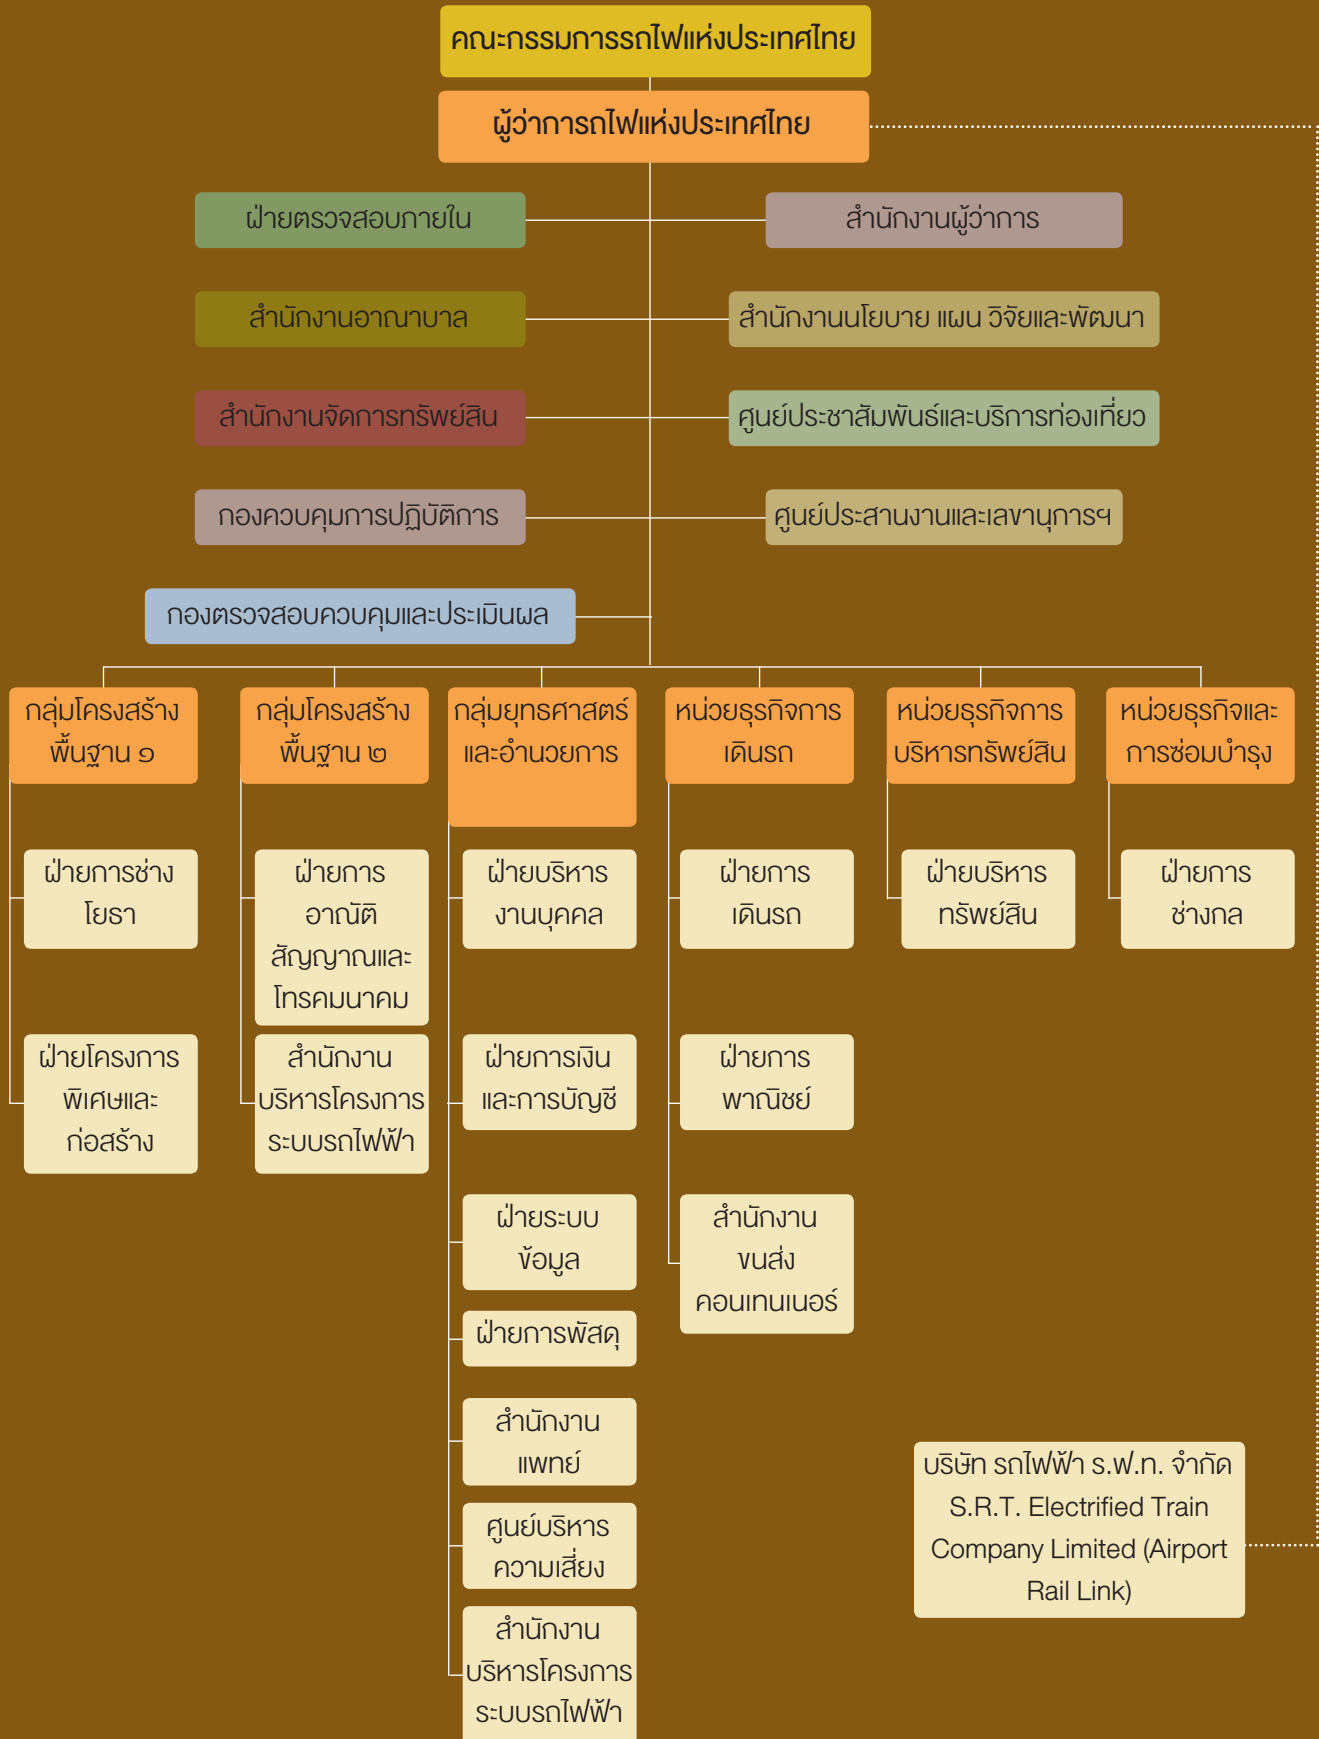 คณะกรรมการรถไฟแห่งประเทศไทย
ผู้ว่าการถไฟแห่งประเทศไทย
ฝ่ายตรวจสอบภายใน
สำนักงานผู้ว่าการ
สำนักงานอาณาบาล
สำนักงานนโยบาย แผน วิจัยและพัฒนา
สำนักงานจัดการทรัพย์สิน
ศูนย์ประชาสัมพันธ์และบริการท่องเที่ยว
กองควบคุมการปฏิบัติการ
ศูนย์ประสานงานและเลขานุการฯ
กองตรวจสอบควบคุมและประเมินผล
กลุ่มโครงสร้าง
พื้นฐาน ๑
กลุ่มโครงสร้าง
พื้นฐาน ๒
กลุ่มยุทธศาสตร์
และอำนวยการ
หน่วยธุรกิจการ
เดินรถ
หน่วยธุรกิจการ
บริหารทรัพย์สิน
หน่วยธุรกิจและ
การซ่อมบำรุง
ฝ่ายการช่าง
โยธา
ฝ่ายโครงการ
พิเศษและ
ก่อสร้าง
ฝ่ายการ
อาณัติ
สัญญาณและ
โทรคมนาคม
สำนักงาน
บริหารโครงการ
ระบบรถไฟฟ้า
ฝ่ายบริหาร
งานบุคคล
ฝ่ายการเงิน
และการบัญชี
ฝ่ายระบบ
ข้อมูล
ฝ่ายการพัสดุ
สำนักงาน
แพทย์
ศูนย์บริหาร
ความเสี่ยง
สำนักงาน
บริหารโครงการ
ระบบรถไฟฟ้า
ฝ่ายการ
เดินรถ
ฝ่ายการ
พาณิชย์
สำนักงาน
ขนส่ง
คอนเทนเนอร์
ฝ่ายบริหาร
ทรัพย์สิน
ฝ่ายการ
ช่างกล
บริษัท รถไฟฟ้า ร.ฟ.ท. จำกัด
S.R.T. Electrified Train
Company Limited (Airport
Rail Link)